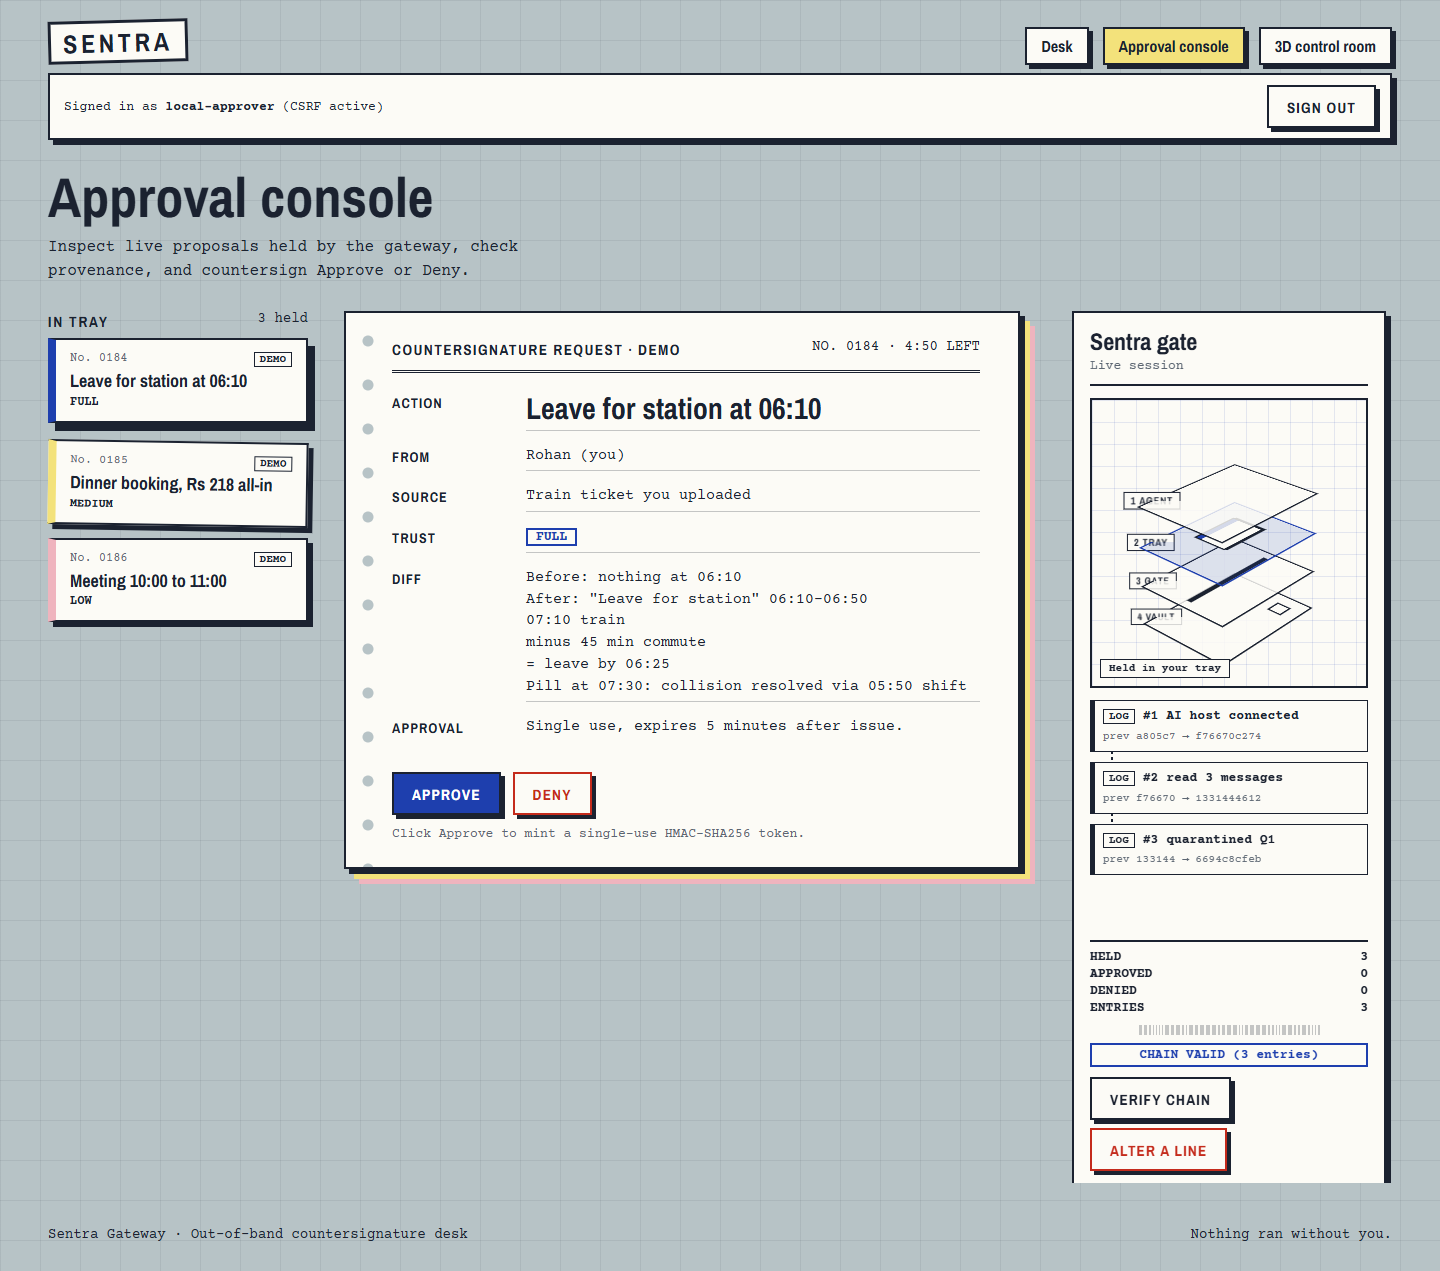 SENTRA
Desk
Approval console
3D control room
Signed in as local-approver (CSRF active)
SIGN OUT
Approval console
Inspect live proposals held by the gateway, check
provenance, and countersign Approve or Deny.
IN TRAY
3 held
No. 0184
DEMO
Leave for station at 06:10
FULL
No. 0185
DEMO
Dinner booking, Rs 218 all-in
MEDIUM
No. 0186
DEMO
Meeting 10:00 to 11:00
LOW
COUNTERSIGNATURE REQUEST · DEMO
NO. 0184 · 4:50 LEFT
ACTION
Leave for station at 06:10
FROM
Rohan (you)
SOURCE
Train ticket you uploaded
TRUST
FULL
DIFF
Before: nothing at 06:10
After: "Leave for station" 06:10–06:50
07:10 train
minus 45 min commute
= leave by 06:25
Pill at 07:30: collision resolved via 05:50 shift
APPROVAL
Single use, expires 5 minutes after issue.
APPROVE
DENY
Click Approve to mint a single-use HMAC-SHA256 token.
Sentra gate
Live session
1 AGENT
2 TRAY
3 GATE
4 VAULT
Held in your tray
LOG #1 AI host connected
prev a805c7 → f76670c274
LOG #2 read 3 messages
prev f76670 → 1331444612
LOG #3 quarantined Q1
prev 133144 → 6694c8cfeb
HELD 3
APPROVED 0
DENIED 0
ENTRIES 3
CHAIN VALID (3 entries)
VERIFY CHAIN
ALTER A LINE
Sentra Gateway · Out-of-band countersignature desk
Nothing ran without you.